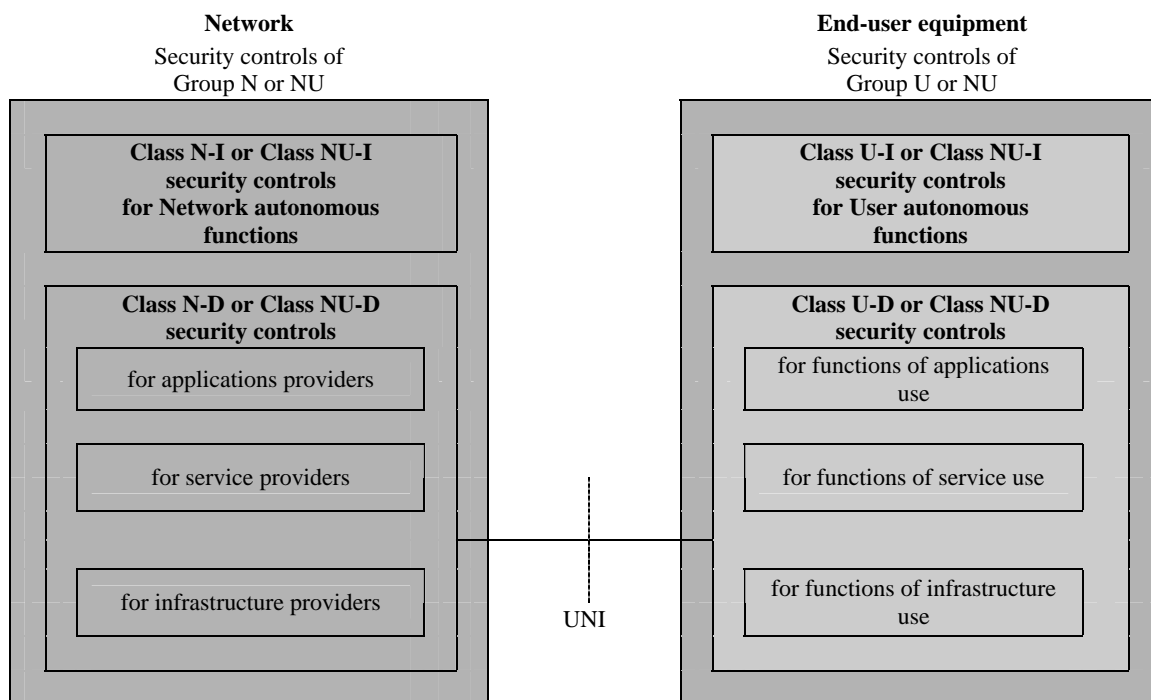 Network
Security controls of
Group N or NU
Class N-I or Class NU-I
security controls
for Network autonomous
functions
Class N-D or Class NU-D
security controls
for applications providers
for service providers
for infrastructure providers
UNI
End-user equipment
Security controls of
Group U or NU
Class U-I or Class NU-I
security controls
for User autonomous
functions
Class U-D or Class NU-D
security controls
for functions of applications
use
for functions of service use
for functions of infrastructure
use